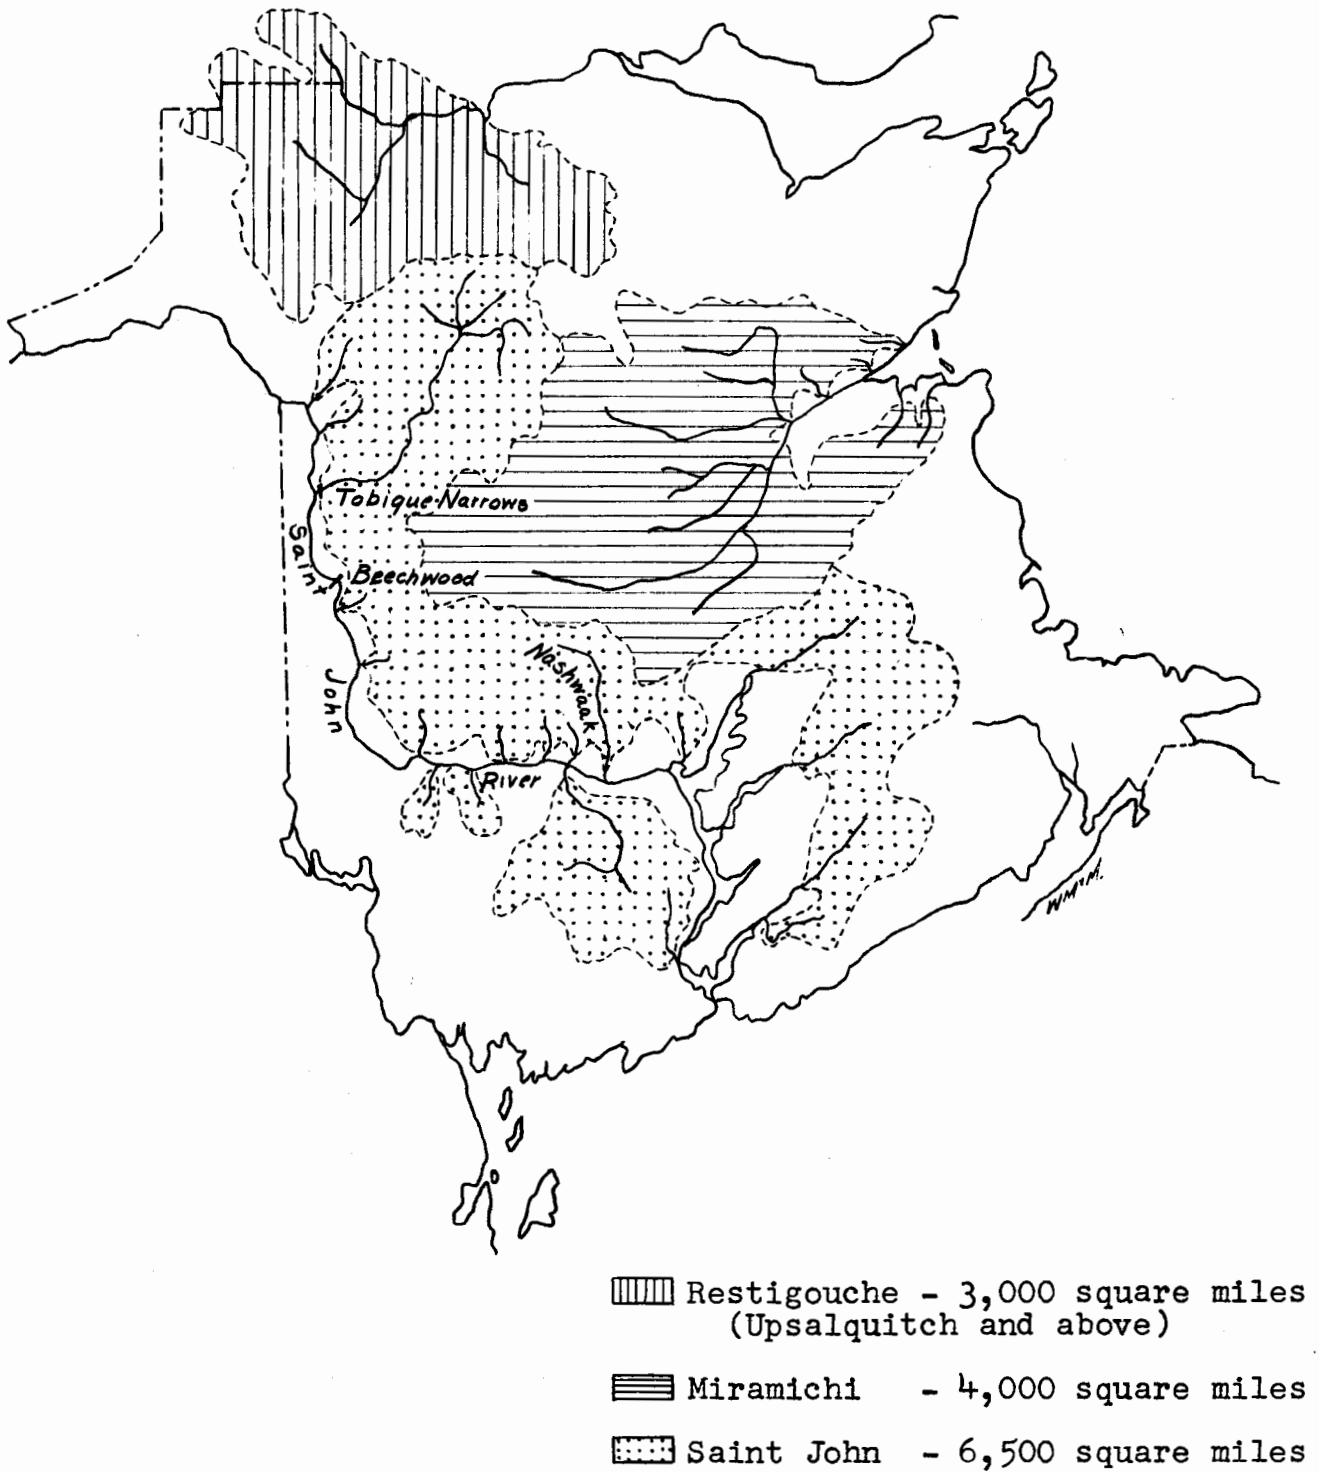 Tobique Narrows
Saint
Beechwood
Nashwaak
John
River
Restigouche - 3,000 square miles
(Upsalquitch and above)
Miramichi - 4,000 square miles
Saint John - 6,500 square miles